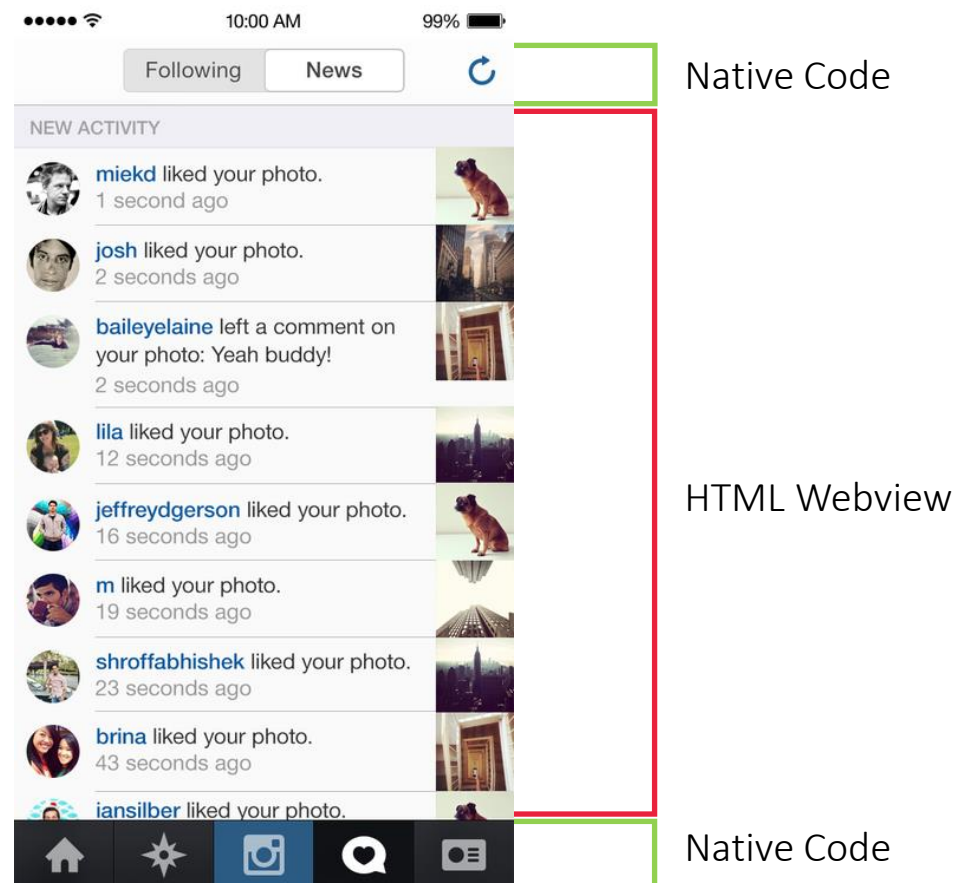 10:00 AM
99%
Following
News
Native Code
NEW ACTIVITY
miekd liked your photo.
1 second ago
josh liked your photo.
2 seconds ago
baileyelaine left a comment on
your photo: Yeah buddy!
2 seconds ago
lila liked your photo.
12 seconds ago
HTML Webview
jeffreydgerson liked your photo.
16 seconds ago
m liked your photo.
19 seconds ago
shroffabhishek liked your photo.
23 seconds ago
brina liked your photo.
43 seconds ago
iansilber liked your photo.
Native Code